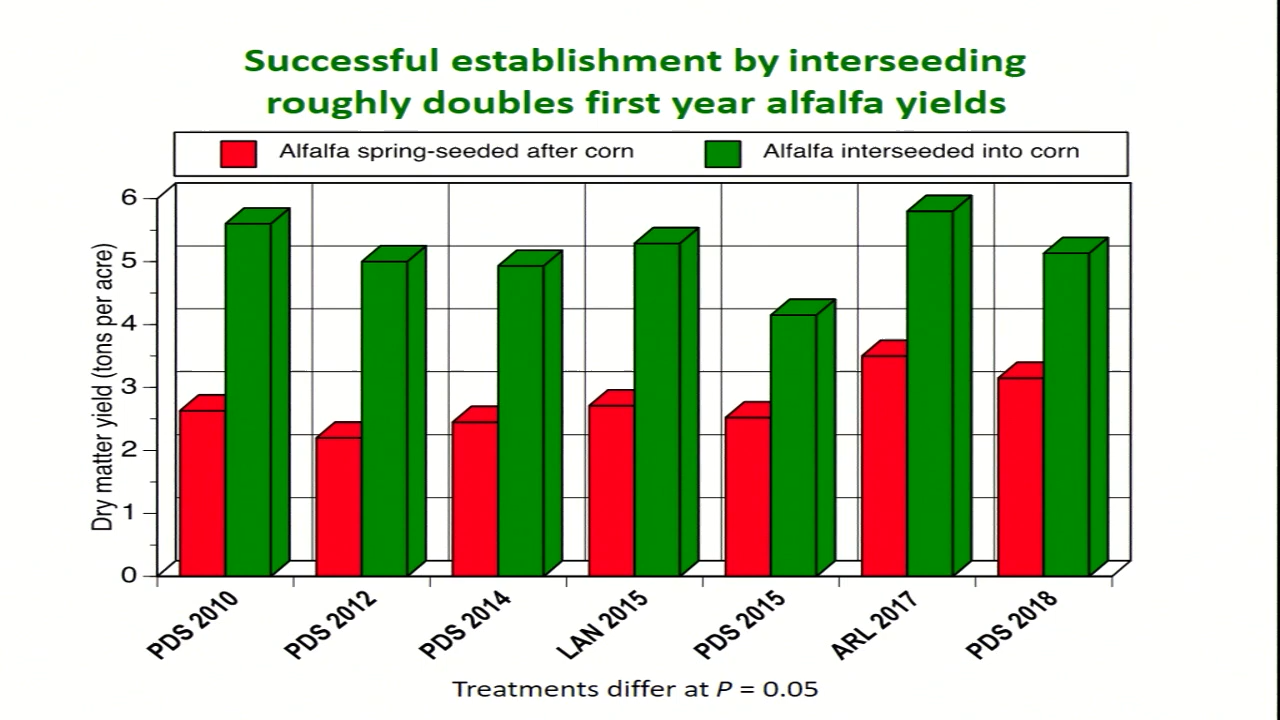 Successful establishment by interseeding
roughly doubles first year alfalfa yields
Alfalfa spring-seeded after corn
Alfalfa interseeded into corn
Dry matter yield (tons per acre)
6
5
4
3
2
1
0
PDS 2010
PDS 2012
PDS 2014
LAN 2015
PDS 2015
ARL 2017
PDS 2018
Treatments differ at P = 0.05